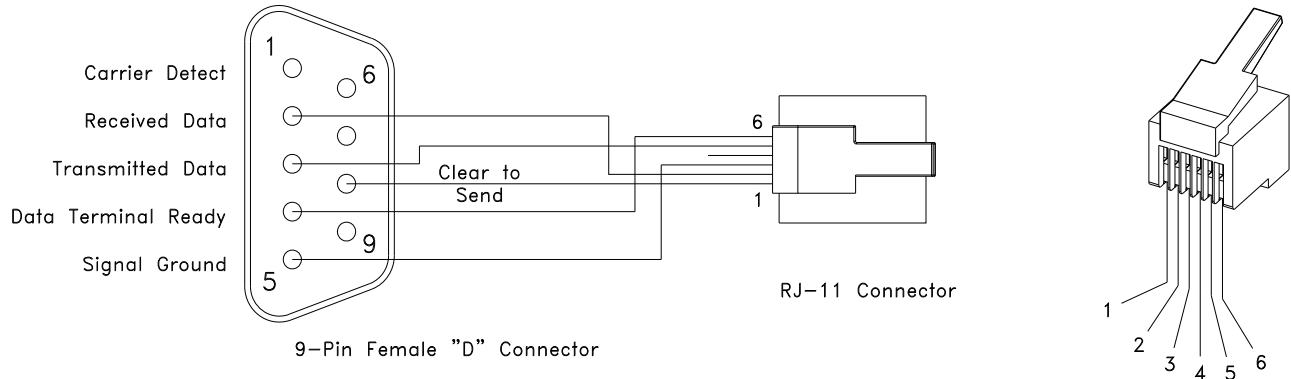 1
Carrier Detect
6
Received Data
6
Transmitted Data
Clear to
Send
1
Data Terminal Ready
9
Signal Ground
5
RJ–11 Connector
9–Pin Female ”D” Connector
1
2
3
4
5
6